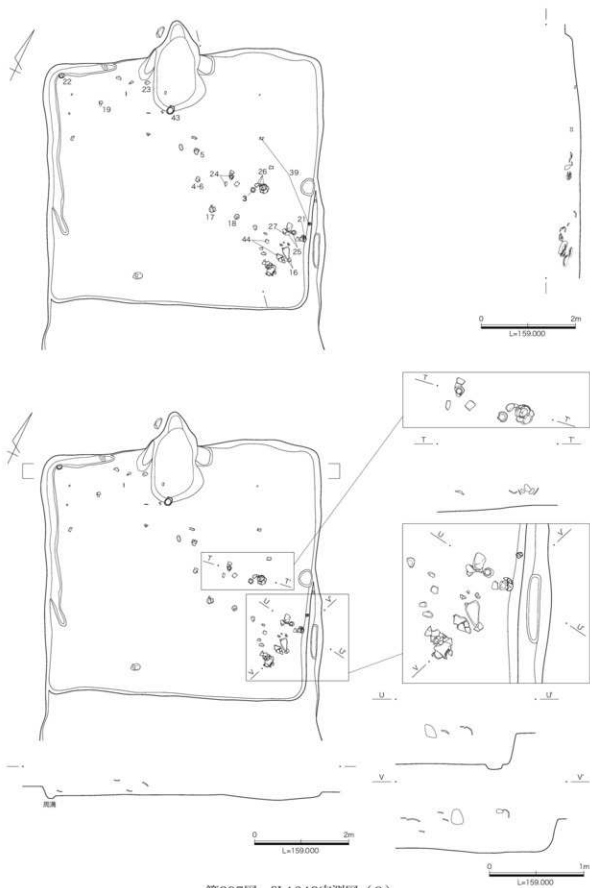 22
23
19
43
5
24
26
39
4-6
3
17
18
21
27
44
25
16
0 2m
L=159.000
T T'
T T'
T T'
U V'
V U'
U V'
V U'
U U'
V V'
周溝
0 2m
L=159.000
0 1m
L=159.000